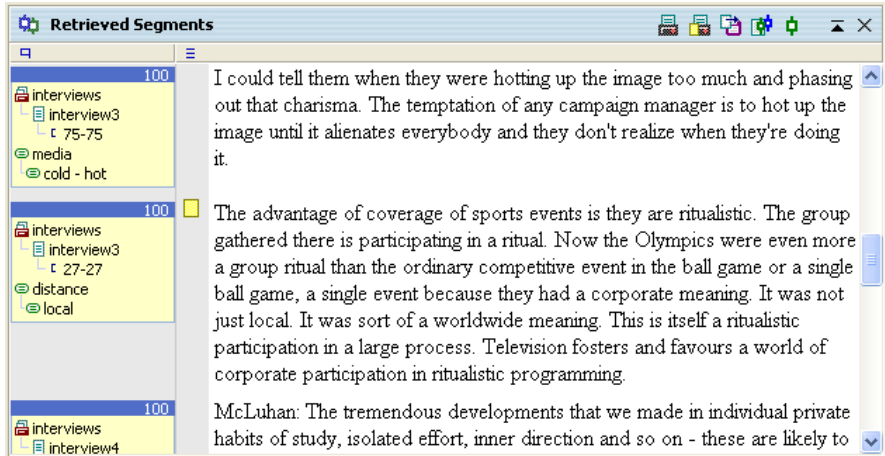 Retrieved Segments
100
interviews
interview3
75-75
media
cold - hot
I could tell them when they were hotting up the image too much and phasing
out that charisma. The temptation of any campaign manager is to hot up the
image until it alienates everybody and they don't realize when they're doing
it.
100
interviews
interview3
27-27
distance
local
The advantage of coverage of sports events is they are ritualistic. The group
gathered there is participating in a ritual. Now the Olympics were even more
a group ritual than the ordinary competitive event in the ball game or a single
ball game, a single event because they had a corporate meaning. It was not
just local. It was sort of a worldwide meaning. This is itself a ritualistic
participation in a large process. Television fosters and favours a world of
corporate participation in ritualistic programming.
100
interviews
interview4
McLuhan: The tremendous developments that we made in individual private
habits of study, isolated effort, inner direction and so on - these are likely to